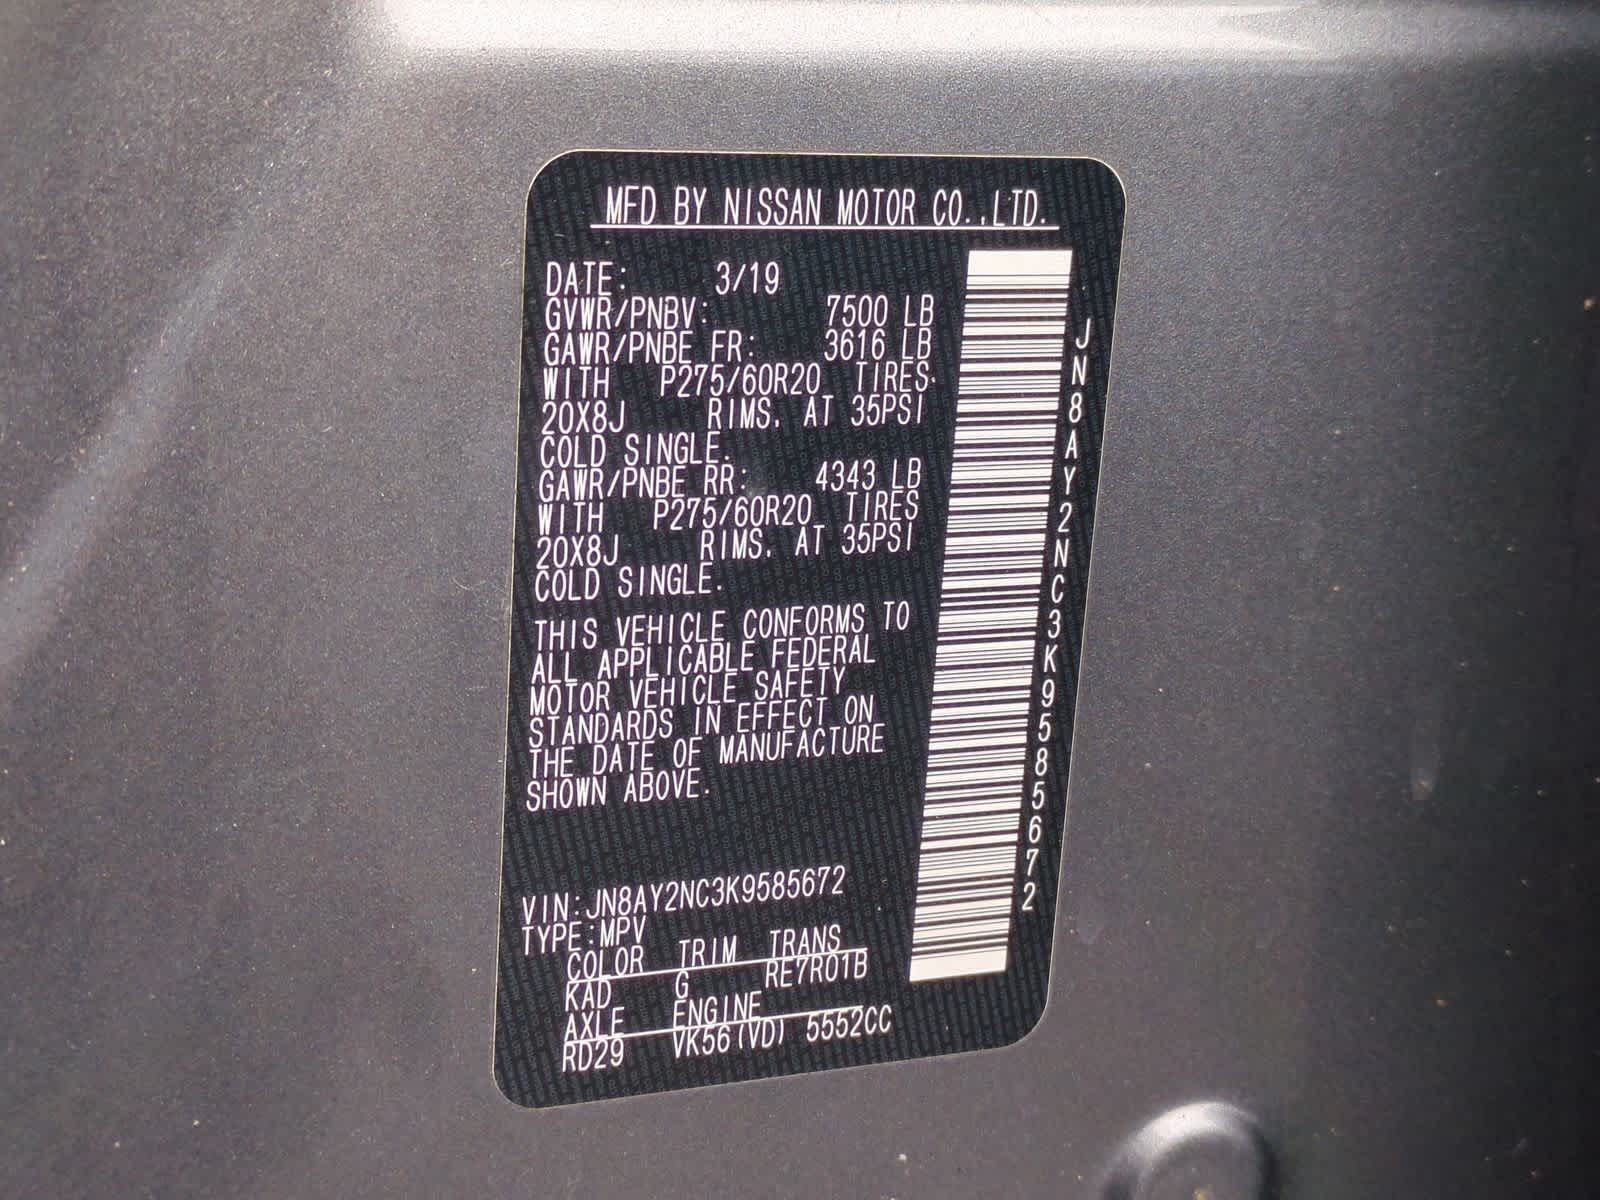 MFD BY NISSAN MOTOR CO.,LTD.
DATE: 3/19
GVWR/PNBV: 7500 LB
GAWR/PNBE FR: 3616 LB
WITH P275/60R20 TIRES.
20X8J RIMS, AT 35PSI
COLD SINGLE.
GAWR/PNBE RR: 4343 LB
WITH P275/60R20 TIRES
20X8J RIMS, AT 35PSI
COLD SINGLE.
THIS VEHICLE CONFORMS TO
ALL APPLICABLE FEDERAL
MOTOR VEHICLE SAFETY
STANDARDS IN EFFECT ON
THE DATE OF MANUFACTURE
SHOWN ABOVE.
VIN:JN8AY2NC3K9585672
TYPE:MPV
COLOR TRIM TRANS
KAD G RE7R01B
AXLE ENGINE
RD29 VK56(VD) 5552CC
JN8AY2NC3K9585672